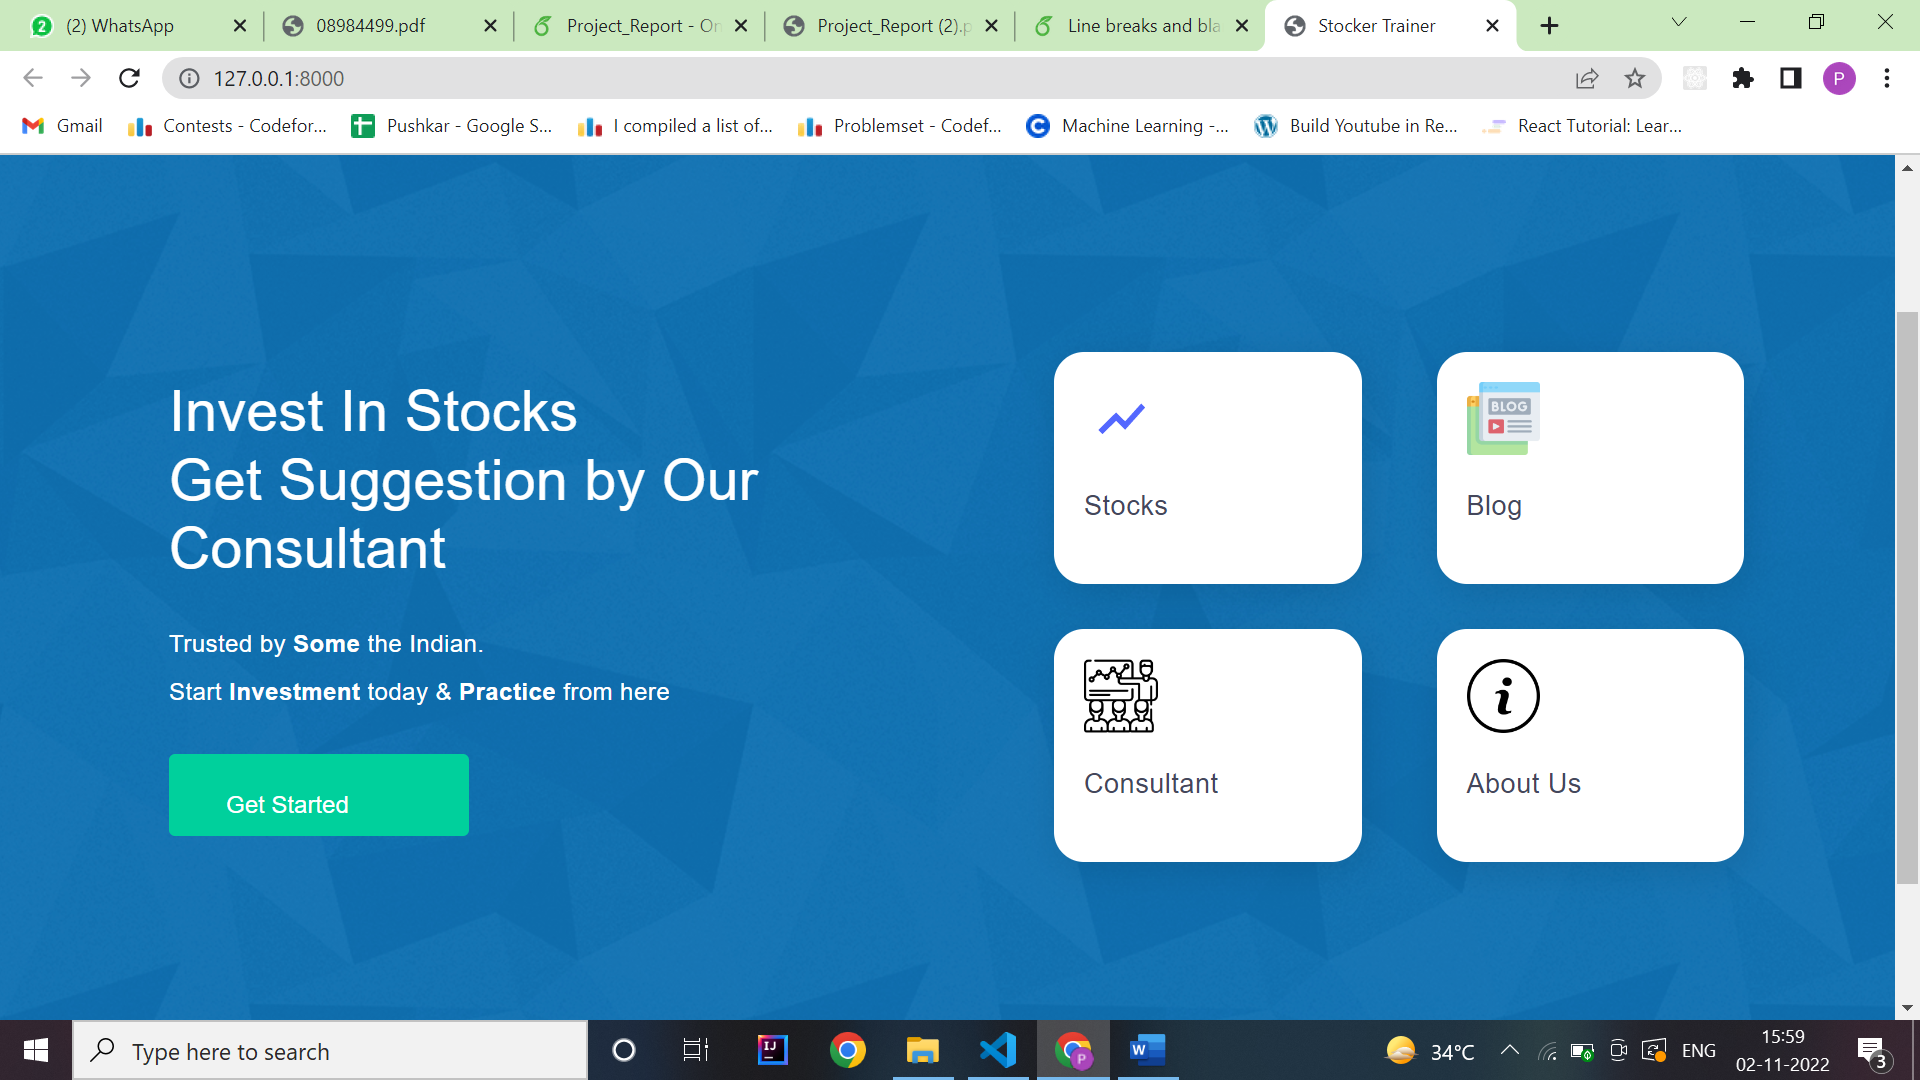 (2) WhatsApp
08984499.pdf
Project_Report - On
Project_Report (2).p
Line breaks and bla
Stocker Trainer
127.0.0.1:8000
P
Gmail
Contests - Codefor...
Pushkar - Google S...
I compiled a list of...
Problemset - Codef...
Machine Learning -...
Build Youtube in Re...
React Tutorial: Lear...
Invest In Stocks
Get Suggestion by Our
Consultant
Trusted by Some the Indian.
Start Investment today & Practice from here
Get Started
Stocks
BLOG
Blog
Consultant
About Us
Type here to search
34°C
ENG
15:59
02-11-2022
3